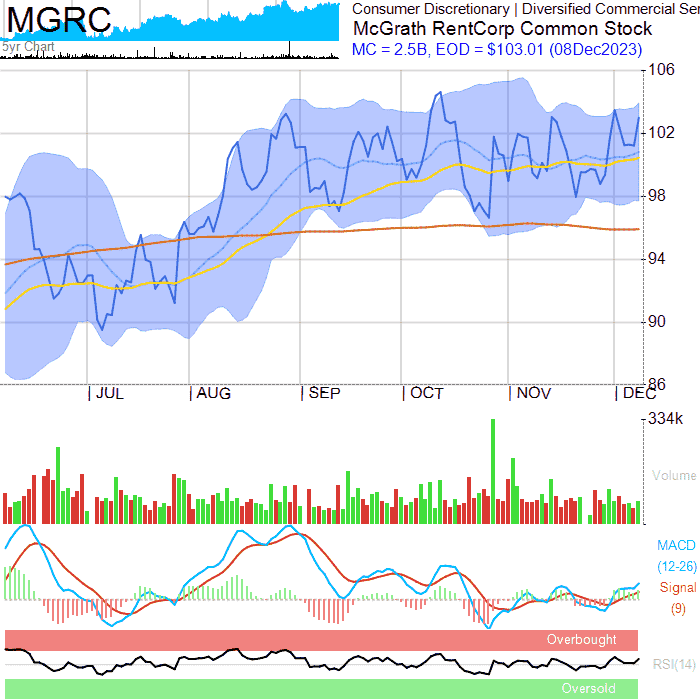 MGRC
5yr Chart
Consumer Discretionary | Diversified Commercial Ser
McGrath RentCorp Common Stock
MC = 2.5B, EOD = $103.01 (08Dec2023)
106
102
98
94
90
86
JUL AUG SEP OCT NOV DEC
334k
Volume
MACD
(12-26)
Signal
(9)
Overbought
RSI(14)
Oversold